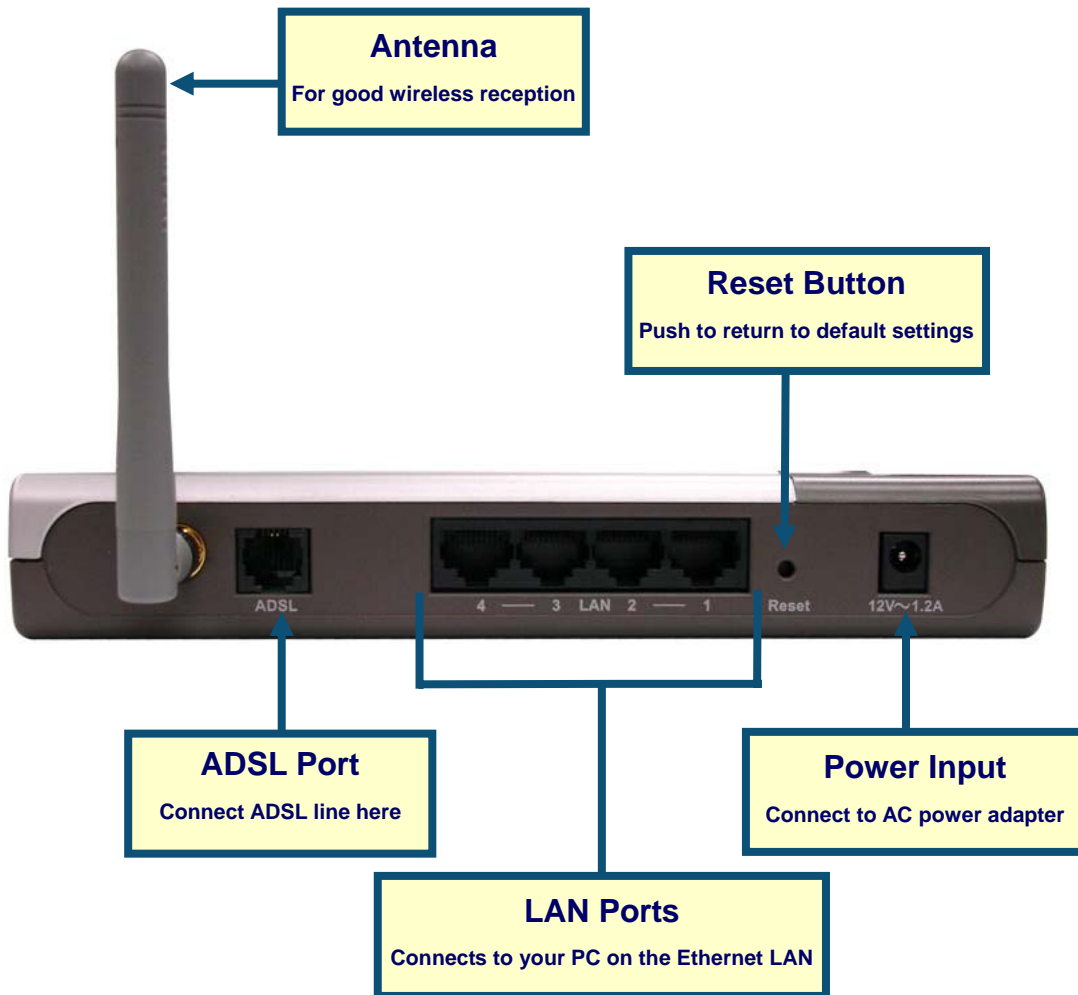 Antenna
For good wireless reception
Reset Button
Push to return to default settings
ADSL
4 — 3 LAN 2 — 1
Reset
12V～1.2A
ADSL Port
Connect ADSL line here
Power Input
Connect to AC power adapter
LAN Ports
Connects to your PC on the Ethernet LAN